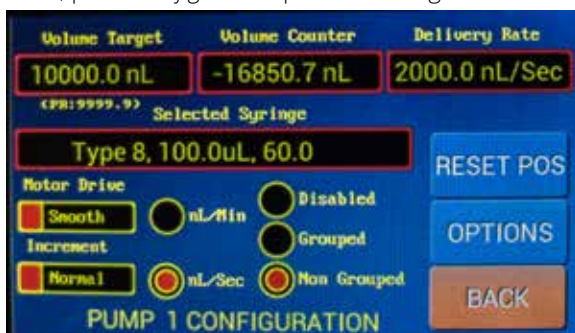 Volume Target Volume Counter Delivery Rate
10000.0 nL -16850.7 nL 2000.0 nL/Sec
(PR:9999.9) Selected Syringe
Type 8, 100.0uL, 60.0
RESET POS
Motor Drive
Smooth nL/Min Disabled
Grouped
OPTIONS
Increment
Normal nL/Sec Non Grouped
BACK
PUMP 1 CONFIGURATION